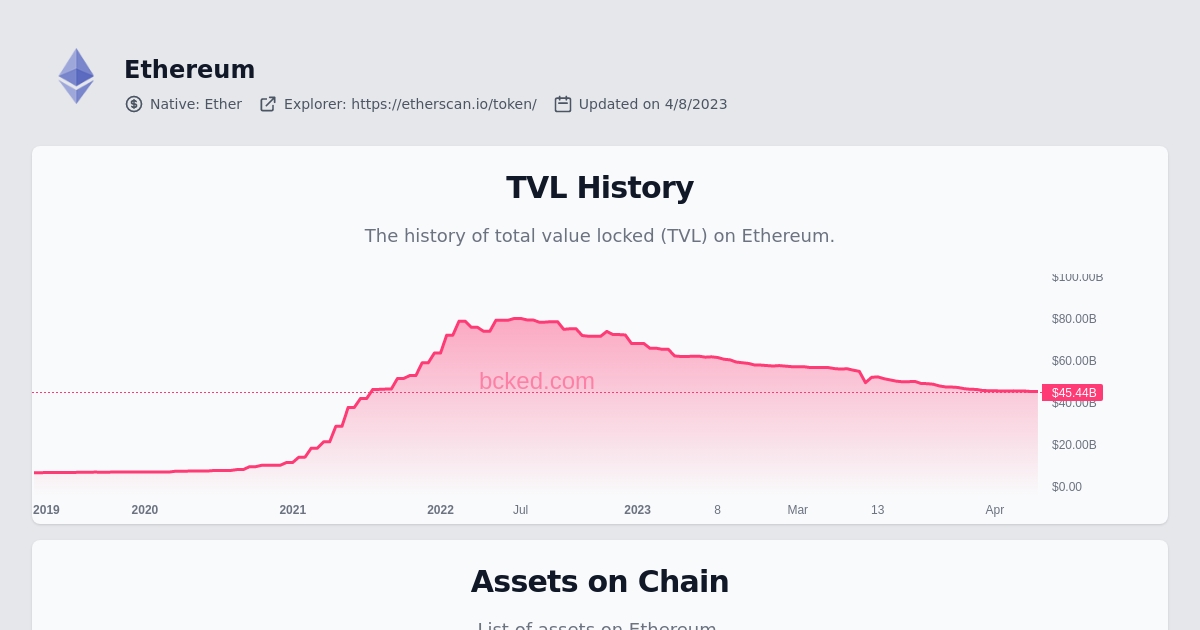 Ethereum
Native: Ether Explorer: https://etherscan.io/token/ Updated on 4/8/2023
TVL History
The history of total value locked (TVL) on Ethereum.
$100.00B
$80.00B
$60.00B
bcked.com
$45.44B
$40.00B
$20.00B
$0.00
2019 2020 2021 2022 Jul 2023 8 Mar 13 Apr
Assets on Chain
List of assets on Ethereum.